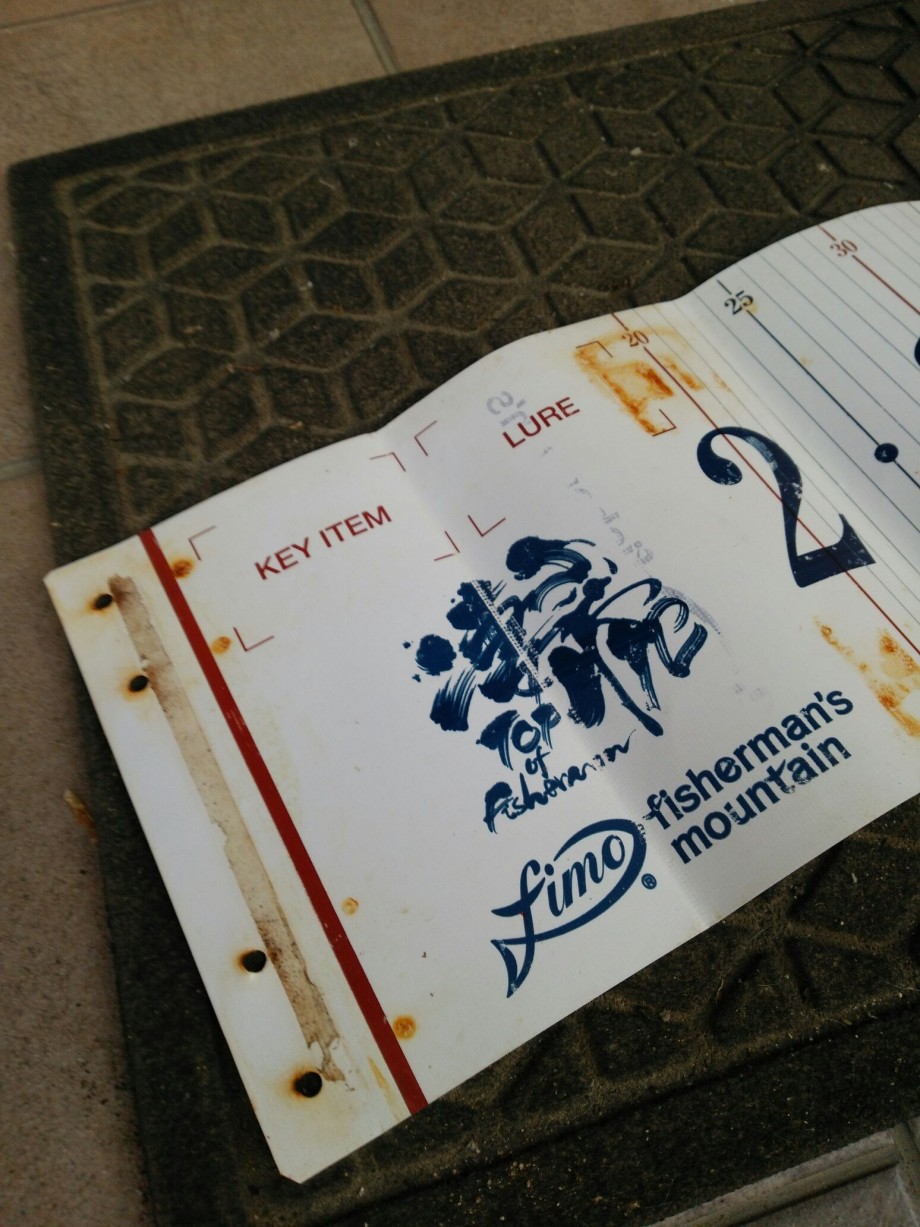 KEY ITEM
LURE
20
25
30
2
TOP
of
Fisherman
fimo®
fisherman's
mountain